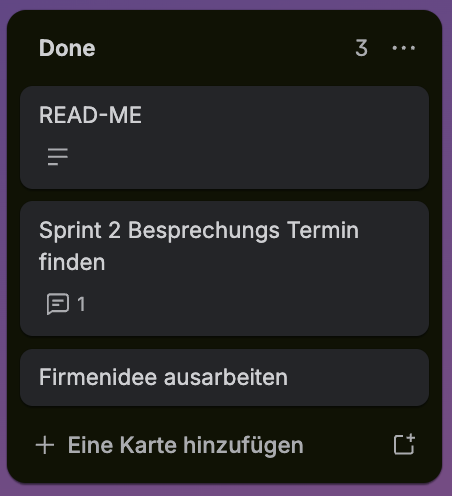 Done 3
READ-ME
Sprint 2 Besprechungs Termin
finden
1
Firmenidee ausarbeiten
Eine Karte hinzufügen